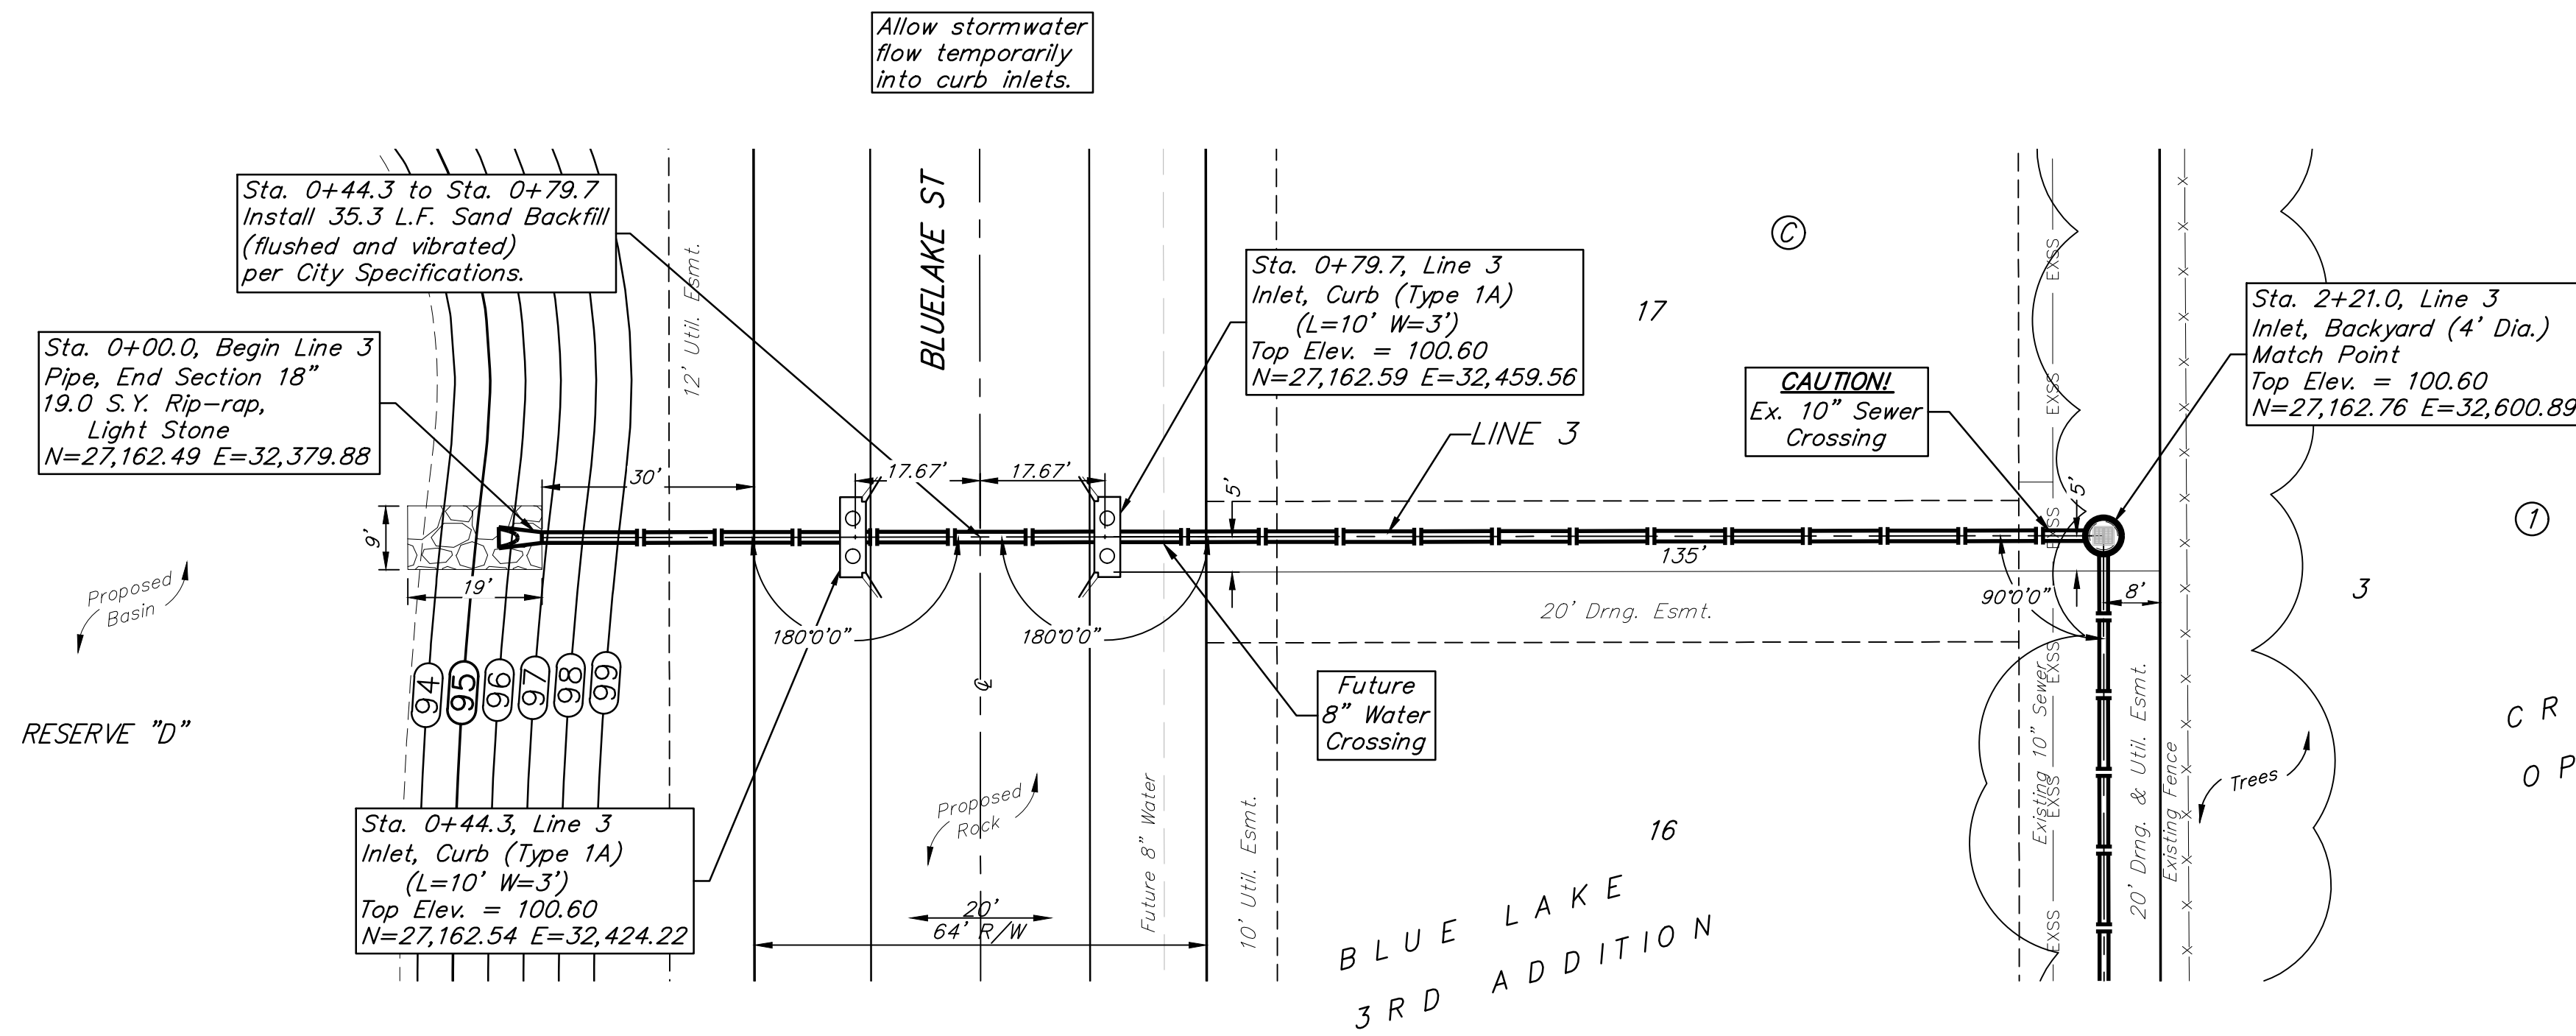 Allow stormwater
flow temporarily
into curb inlets.
Sta. 0+44.3 to Sta. 0+79.7
Install 35.3 L.F. Sand Backfill
(flushed and vibrated)
per City Specifications.
12' Util. Esmt.
BLUELAKE ST
Sta. 0+79.7, Line 3
Inlet, Curb (Type 1A)
(L=10' W=3')
Top Elev. = 100.60
N=27,162.59 E=32,459.56
C
17
EXSS
EXSS
Sta. 2+21.0, Line 3
Inlet, Backyard (4' Dia.)
Match Point
Top Elev. = 100.60
N=27,162.76 E=32,600.89
Sta. 0+00.0, Begin Line 3
Pipe, End Section 18"
19.0 S.Y. Rip-rap,
Light Stone
N=27,162.49 E=32,379.88
CAUTION!
Ex. 10" Sewer
Crossing
LINE 3
30'
17.67'
17.67'
5'
5'
EXSS
1
9'
19'
135'
90°0'0"
8'
3
Proposed
Basin
180°0'0"
180°0'0"
20' Drng. Esmt.
94
95
96
97
98
99
℄
Future
8" Water
Crossing
EXSS
Existing 10" Sewer
EXSS
EXSS
20' Drng. & Util. Esmt.
Existing Fence
Trees
C R
O P
RESERVE "D"
Sta. 0+44.3, Line 3
Inlet, Curb (Type 1A)
(L=10' W=3')
Top Elev. = 100.60
N=27,162.54 E=32,424.22
Proposed
Rock
Future 8" Water
10' Util. Esmt.
16
20'
64' R/W
BLUE LAKE
3RD ADDITION